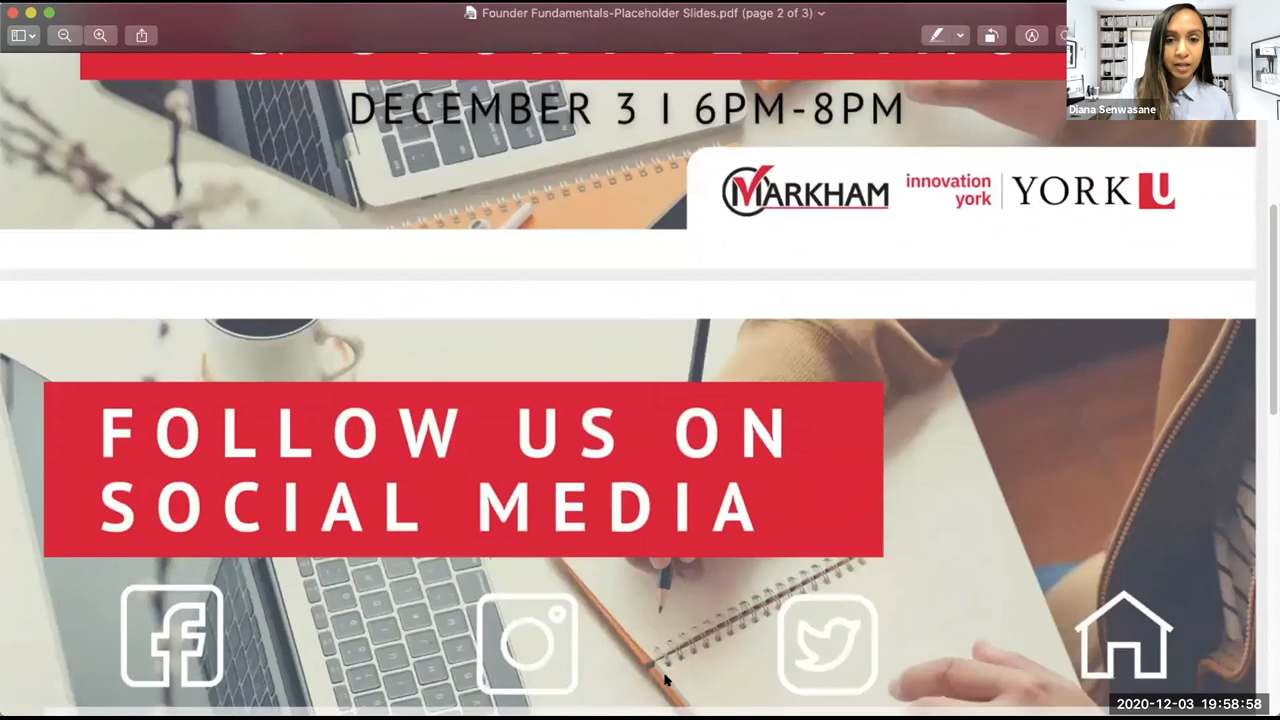 Founder Fundamentals-Placeholder Slides.pdf (page 2 of 3)
Diana Senwasane
DECEMBER 3 I 6PM-8PM
MARKHAM
innovation
york
YORK U
FOLLOW US ON
SOCIAL MEDIA
2020-12-03 19:58:58